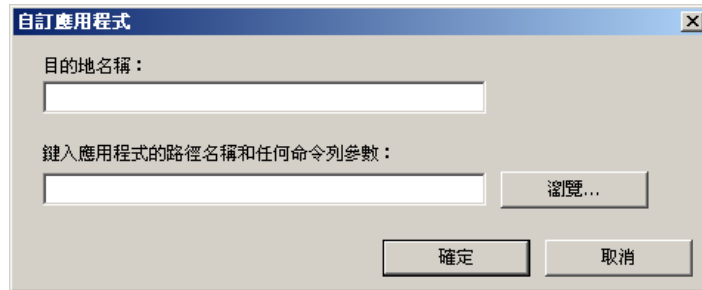 自訂應用程式
目的地名稱：
鍵入應用程式的路徑名稱和任何命令列參數：
瀏覽...
確定
取消